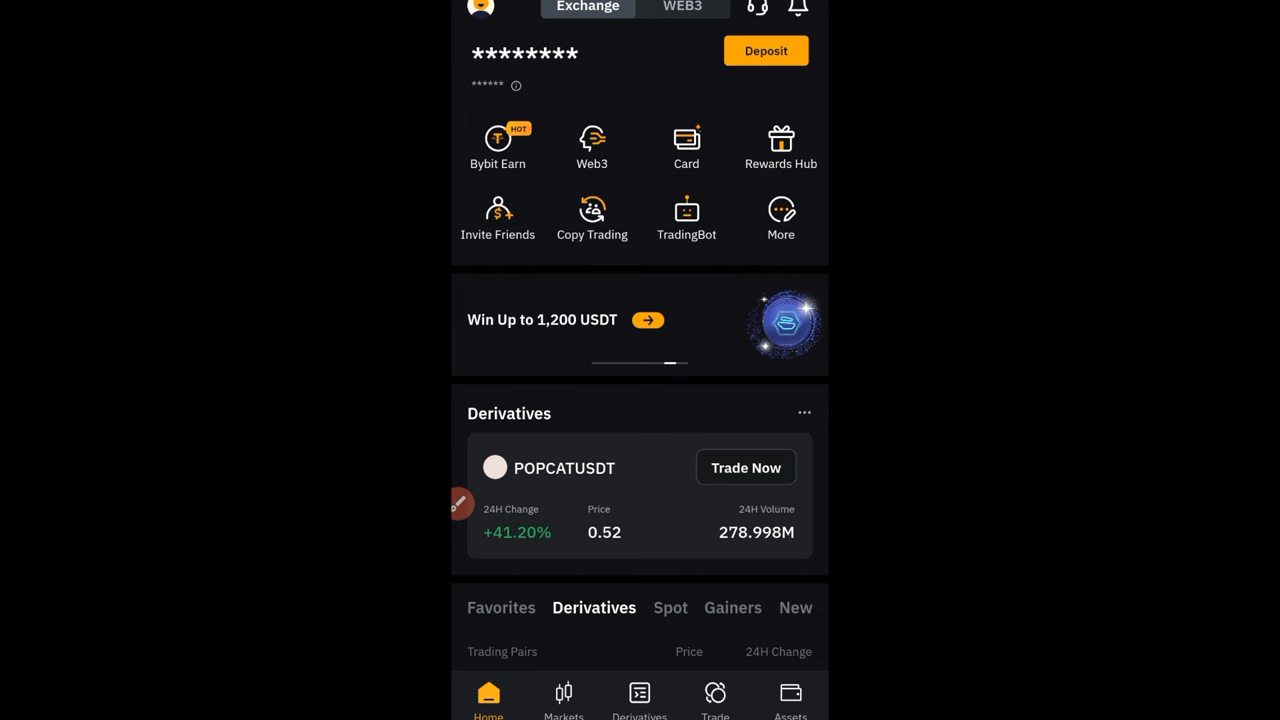 Exchange WEB3
******** Deposit
******
HOT
Bybit Earn Web3 Card Rewards Hub
Invite Friends Copy Trading TradingBot More
Win Up to 1,200 USDT
Derivatives
POPCATUSDT Trade Now
24H Change Price 24H Volume
+41.20% 0.52 278.998M
Favorites Derivatives Spot Gainers New
Trading Pairs Price 24H Change
Home Markets Derivatives Trade Assets